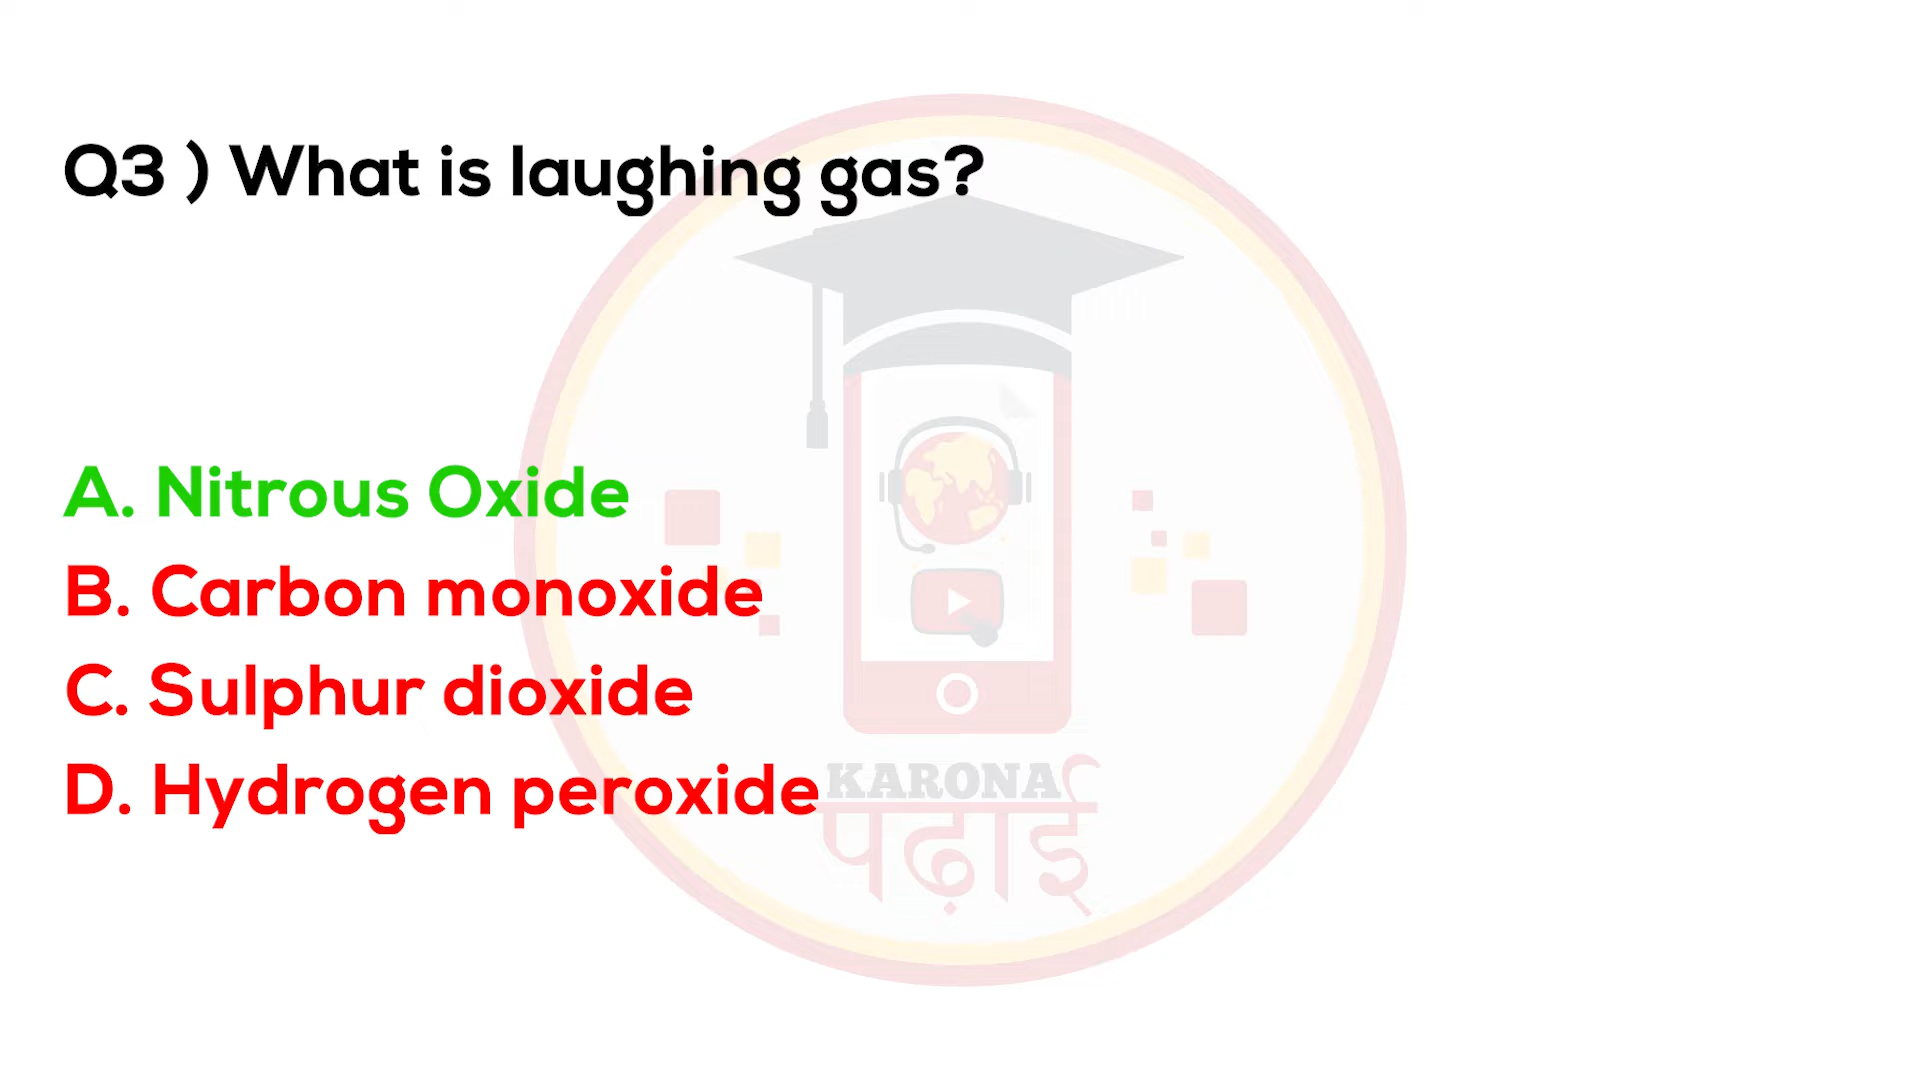 Q3 ) What is laughing gas?
A. Nitrous Oxide
B. Carbon monoxide
C. Sulphur dioxide
D. Hydrogen peroxide
KARONA
पढ़ाई